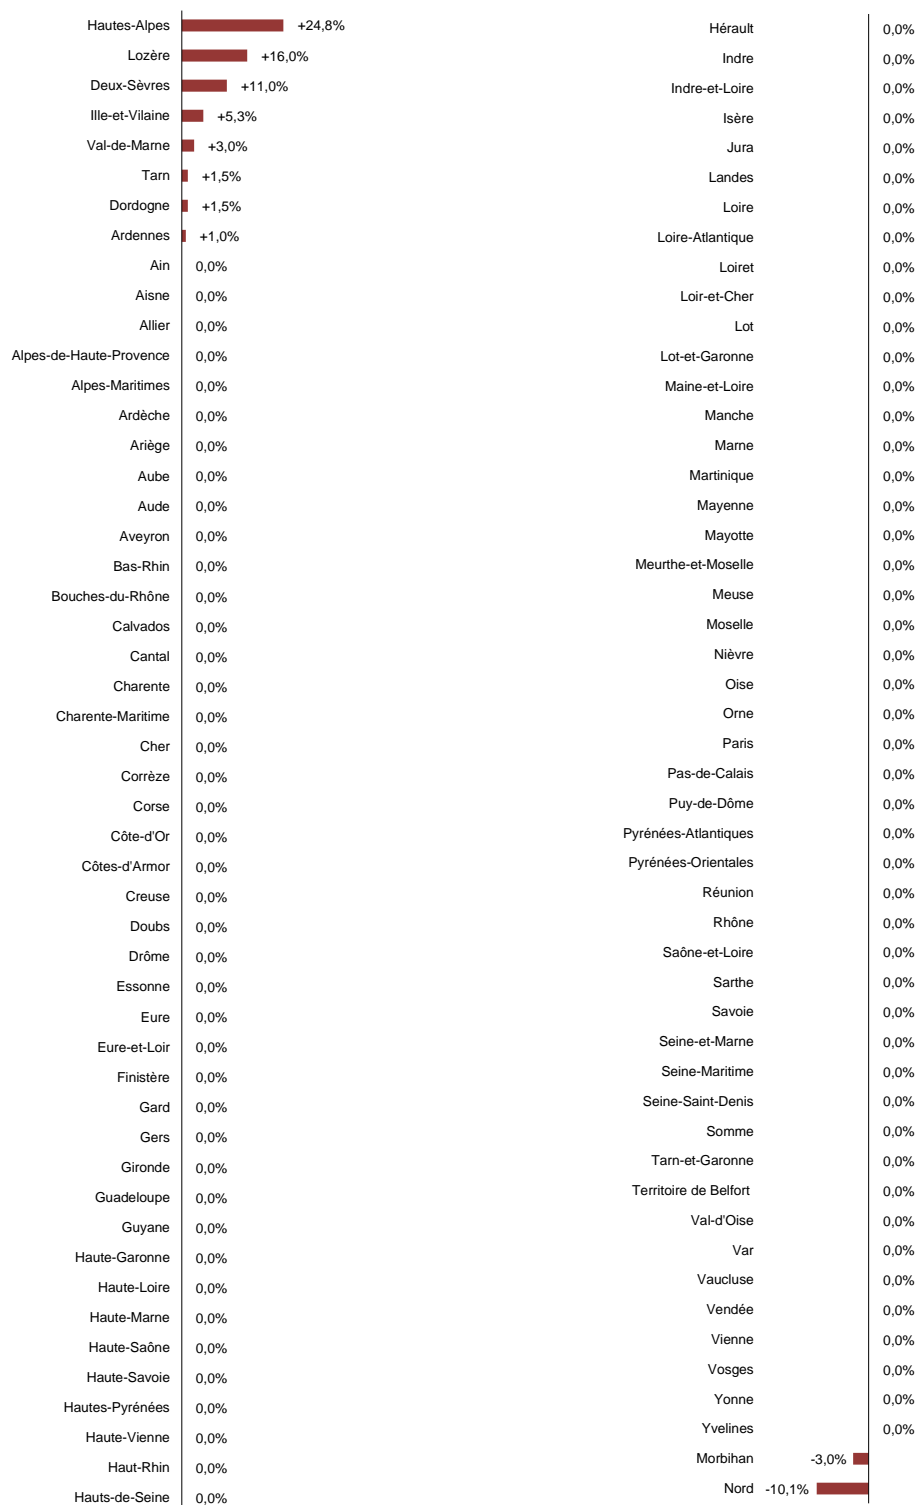 Hautes-Alpes +24,8%
Lozère +16,0%
Deux-Sèvres +11,0%
Ille-et-Vilaine +5,3%
Val-de-Marne +3,0%
Tarn +1,5%
Dordogne +1,5%
Ardennes +1,0%
Ain 0,0%
Aisne 0,0%
Allier 0,0%
Alpes-de-Haute-Provence 0,0%
Alpes-Maritimes 0,0%
Ardèche 0,0%
Ariège 0,0%
Aube 0,0%
Aude 0,0%
Aveyron 0,0%
Bas-Rhin 0,0%
Bouches-du-Rhône 0,0%
Calvados 0,0%
Cantal 0,0%
Charente 0,0%
Charente-Maritime 0,0%
Cher 0,0%
Corrèze 0,0%
Corse 0,0%
Côte-d'Or 0,0%
Côtes-d'Armor 0,0%
Creuse 0,0%
Doubs 0,0%
Drôme 0,0%
Essonne 0,0%
Eure 0,0%
Eure-et-Loir 0,0%
Finistère 0,0%
Gard 0,0%
Gers 0,0%
Gironde 0,0%
Guadeloupe 0,0%
Guyane 0,0%
Haute-Garonne 0,0%
Haute-Loire 0,0%
Haute-Marne 0,0%
Haute-Saône 0,0%
Haute-Savoie 0,0%
Hautes-Pyrénées 0,0%
Haute-Vienne 0,0%
Haut-Rhin 0,0%
Hauts-de-Seine 0,0%
Hérault 0,0%
Indre 0,0%
Indre-et-Loire 0,0%
Isère 0,0%
Jura 0,0%
Landes 0,0%
Loire 0,0%
Loire-Atlantique 0,0%
Loiret 0,0%
Loir-et-Cher 0,0%
Lot 0,0%
Lot-et-Garonne 0,0%
Maine-et-Loire 0,0%
Manche 0,0%
Marne 0,0%
Martinique 0,0%
Mayenne 0,0%
Mayotte 0,0%
Meurthe-et-Moselle 0,0%
Meuse 0,0%
Moselle 0,0%
Nièvre 0,0%
Oise 0,0%
Orne 0,0%
Paris 0,0%
Pas-de-Calais 0,0%
Puy-de-Dôme 0,0%
Pyrénées-Atlantiques 0,0%
Pyrénées-Orientales 0,0%
Réunion 0,0%
Rhône 0,0%
Saône-et-Loire 0,0%
Sarthe 0,0%
Savoie 0,0%
Seine-et-Marne 0,0%
Seine-Maritime 0,0%
Seine-Saint-Denis 0,0%
Somme 0,0%
Tarn-et-Garonne 0,0%
Territoire de Belfort 0,0%
Val-d'Oise 0,0%
Var 0,0%
Vaucluse 0,0%
Vendée 0,0%
Vienne 0,0%
Vosges 0,0%
Yonne 0,0%
Yvelines 0,0%
Morbihan -3,0%
Nord -10,1%